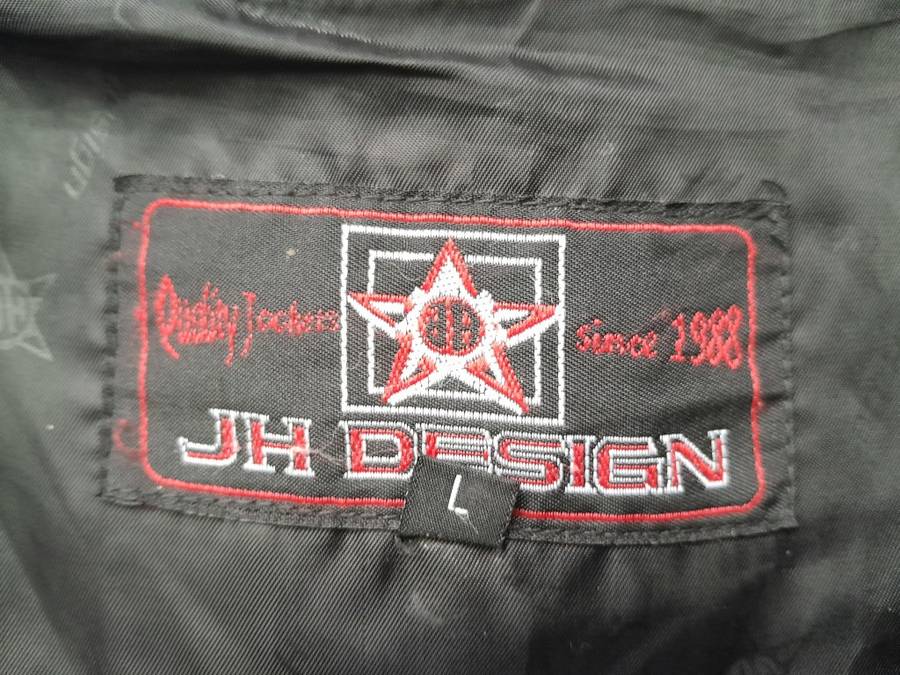 Quality Jackets
Since 1988
JH
JH DESIGN
L